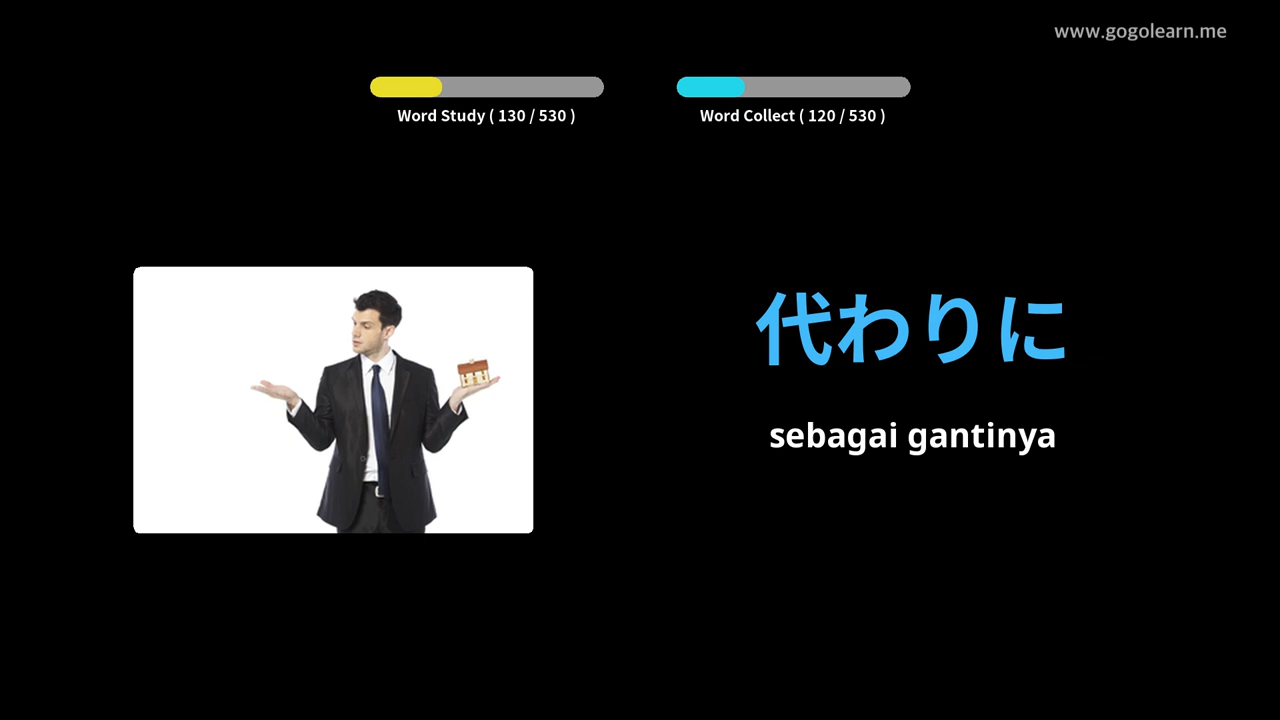 www.gogolearn.me
Word Study ( 130 / 530 )
Word Collect ( 120 / 530 )
代わりに
sebagai gantinya